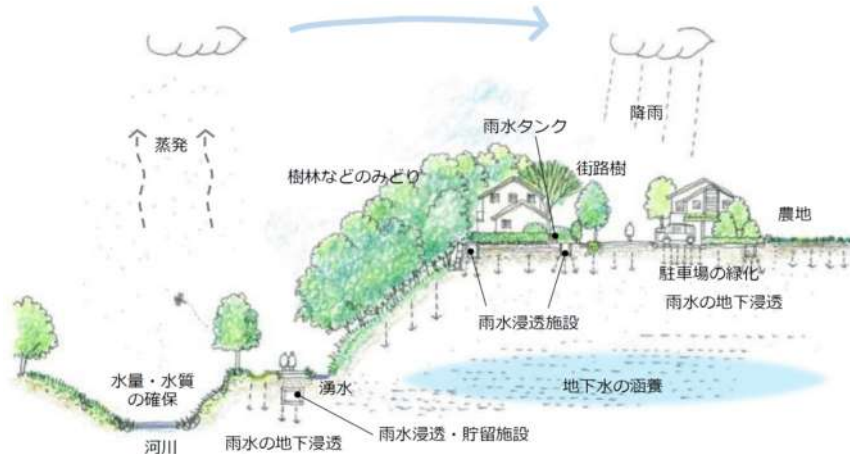 降雨
雨水タンク
蒸発
樹林などのみどり
街路樹
農地
駐車場の緑化
雨水の地下浸透
雨水浸透施設
水量・水質
の確保
湧水
地下水の涵養
河川
雨水の地下浸透
雨水浸透・貯留施設